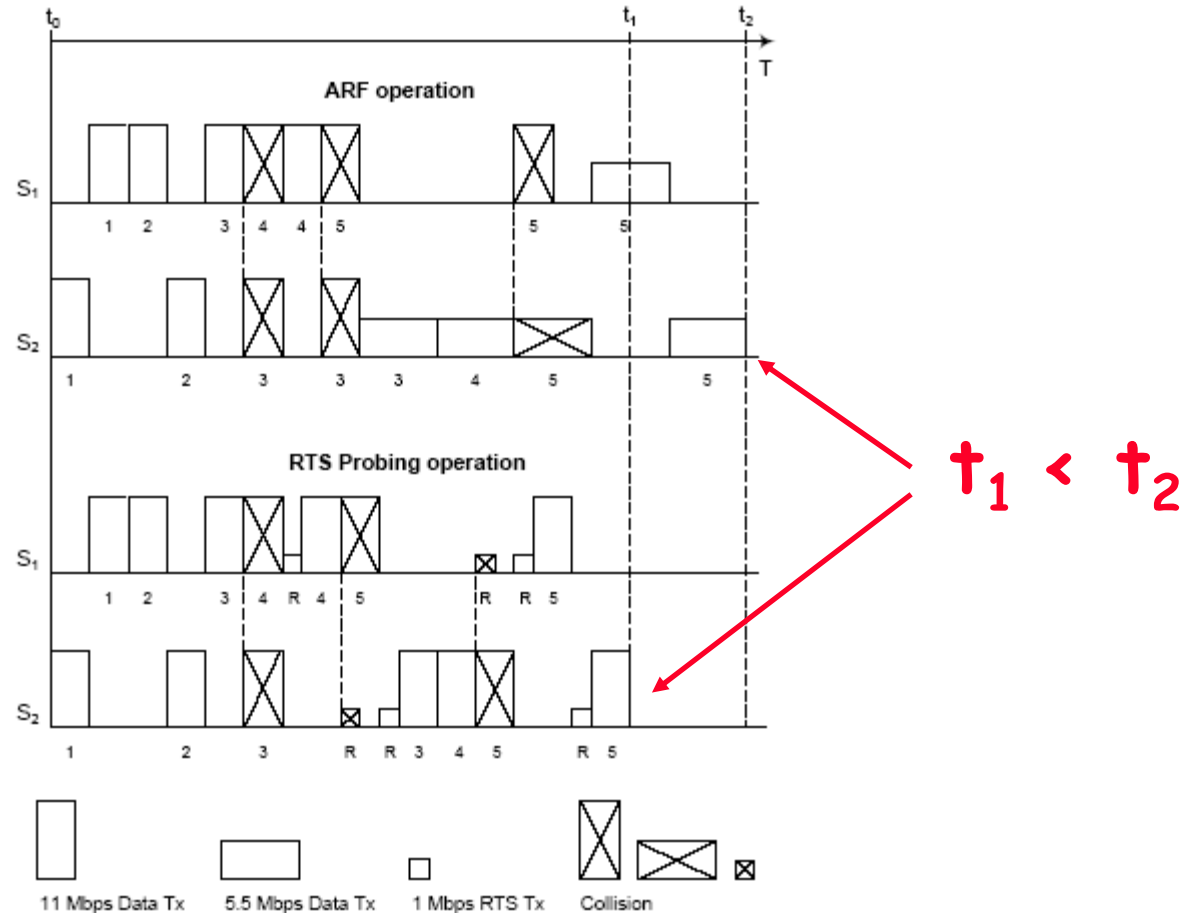 t0 t1 t2
T
ARF operation
S1
1 2 3 4 4 5 5 5
S2
1 2 3 3 3 4 5 5
t1 < t2
RTS Probing operation
S1
1 2 3 4 R 4 5 R R 5
S2
1 2 3 R R 3 4 5 R 5
11 Mbps Data Tx 5.5 Mbps Data Tx 1 Mbps RTS Tx Collision